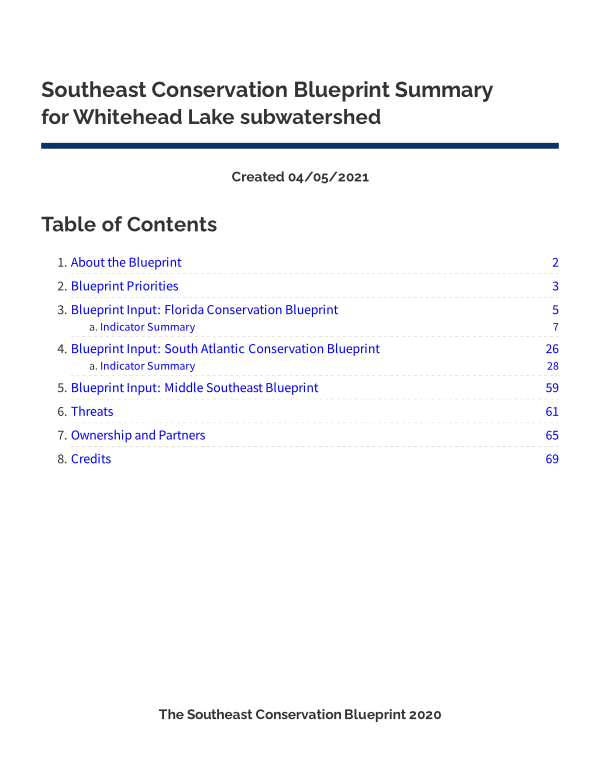 Southeast Conservation Blueprint Summary
for Whitehead Lake subwatershed
Created 04/05/2021
Table of Contents
1. About the Blueprint 2
2. Blueprint Priorities 3
3. Blueprint Input: Florida Conservation Blueprint 5
a. Indicator Summary 7
4. Blueprint Input: South Atlantic Conservation Blueprint 26
a. Indicator Summary 28
5. Blueprint Input: Middle Southeast Blueprint 59
6. Threats 61
7. Ownership and Partners 65
8. Credits 69
The Southeast Conservation Blueprint 2020